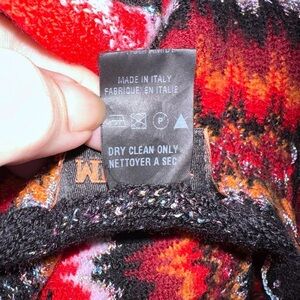 MADE IN ITALY
FABRIQUE EN ITALIE
P
DRY CLEAN ONLY
NETTOYER A SEC
M